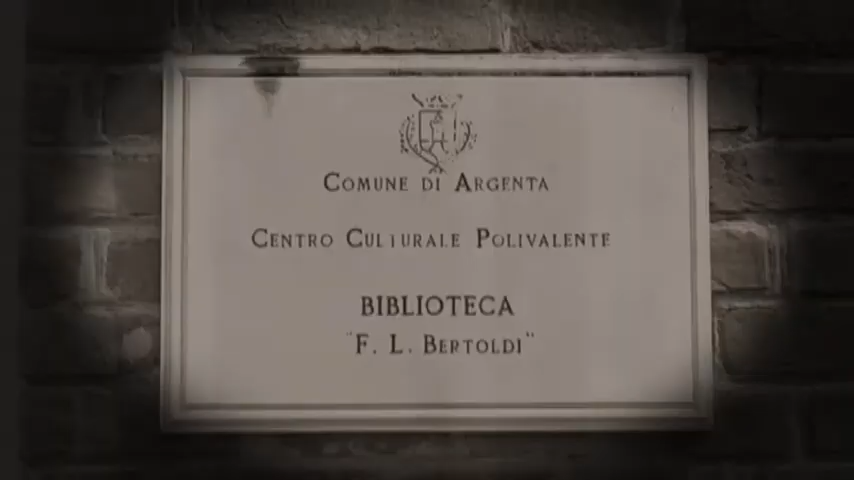 Comune di Argenta
Centro Culturale Polivalente
BIBLIOTECA
"F. L. Bertoldi"